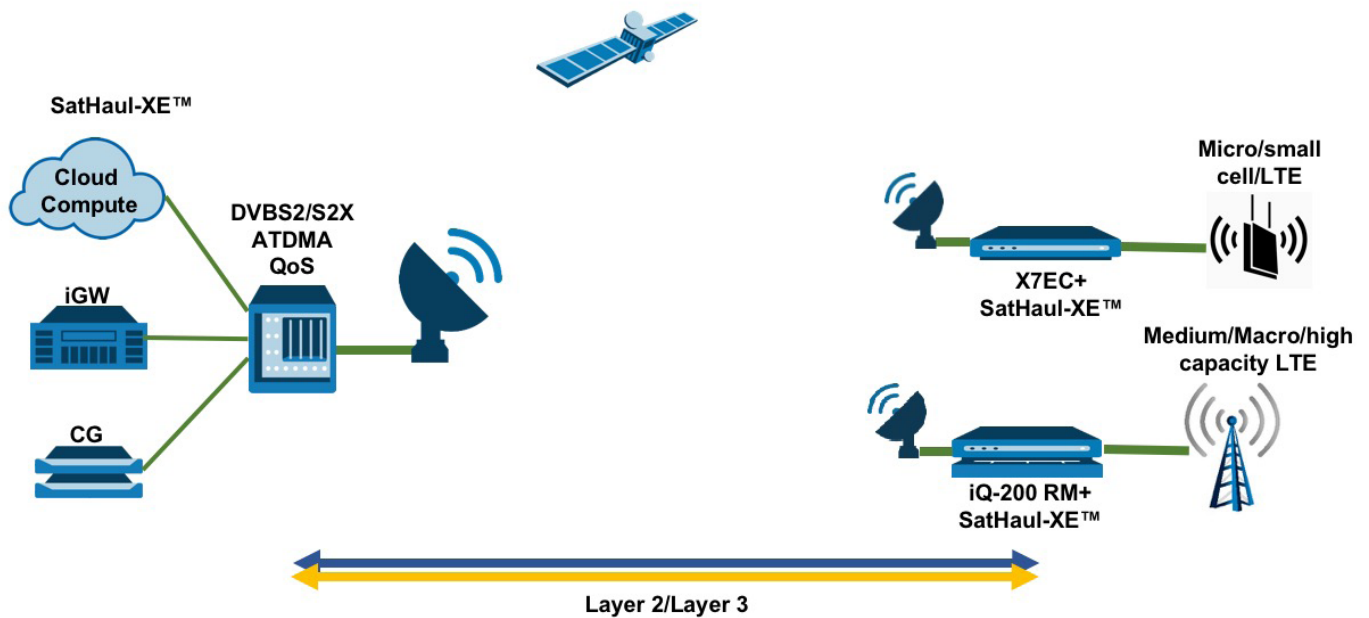 SatHaul-XE™
Cloud
Compute
DVBS2/S2X
ATDMA
QoS
iGW
CG
Micro/small
cell/LTE
X7EC+
SatHaul-XE™
Medium/Macro/high
capacity LTE
iQ-200 RM+
SatHaul-XE™
Layer 2/Layer 3